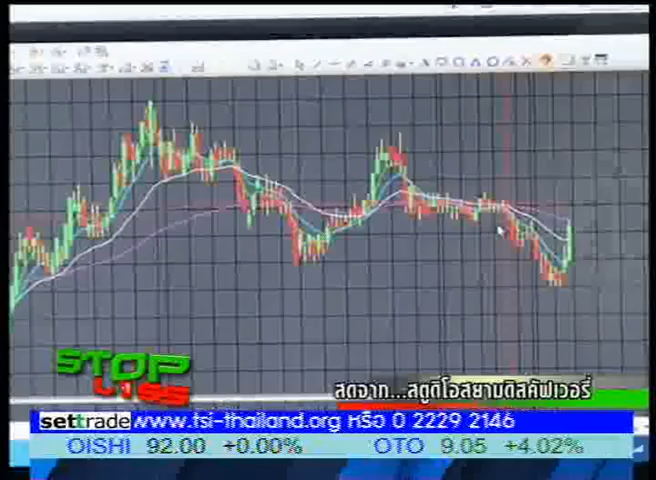 STOP
สดจาก...สตูดิโอสยามดิสคัฟเวอรี่
settrade www.tsi-thailand.org หรือ 0 2229 2146
OISHI 92.00 +0.00% OTO 9.05 +4.02%